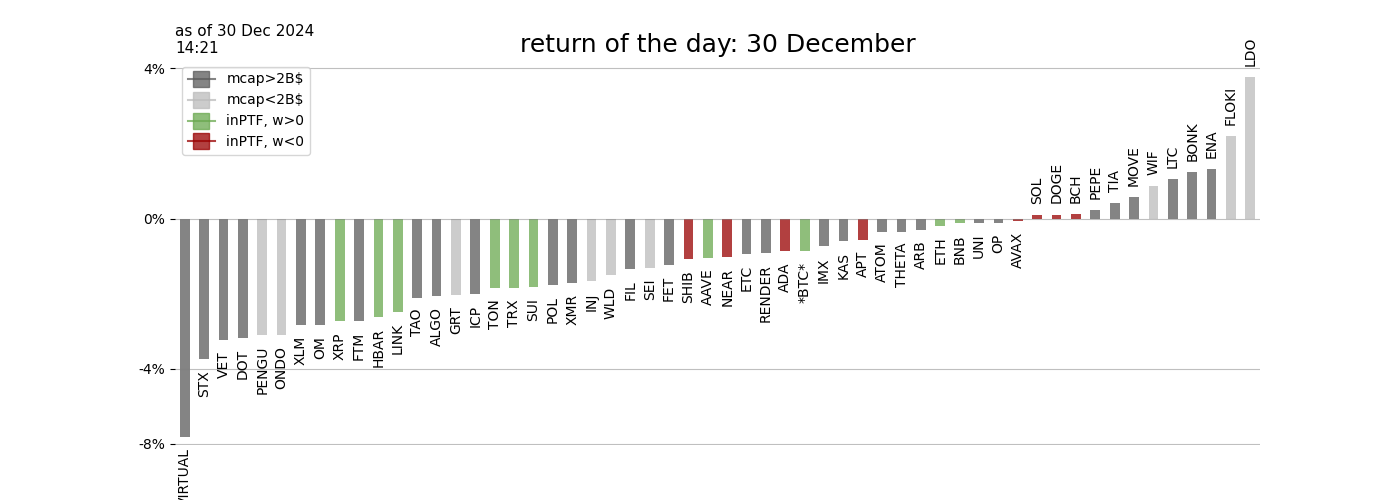 as of 30 Dec 2024
14:21
return of the day: 30 December
mcap>2B$
mcap<2B$
inPTF, w>0
inPTF, w<0
4%
0%
-4%
-8%
VIRTUAL
STX
VET
DOT
PENGU
ONDO
XLM
OM
XRP
FTM
HBAR
LINK
TAO
ALGO
GRT
ICP
TON
TRX
SUI
POL
XMR
INJ
WLD
FIL
SEI
FET
SHIB
AAVE
NEAR
ETC
RENDER
ADA
*BTC*
IMX
KAS
APT
ATOM
THETA
ARB
ETH
BNB
UNI
OP
AVAX
SOL
DOGE
BCH
PEPE
TIA
MOVE
WIF
LTC
BONK
ENA
FLOKI
LDO